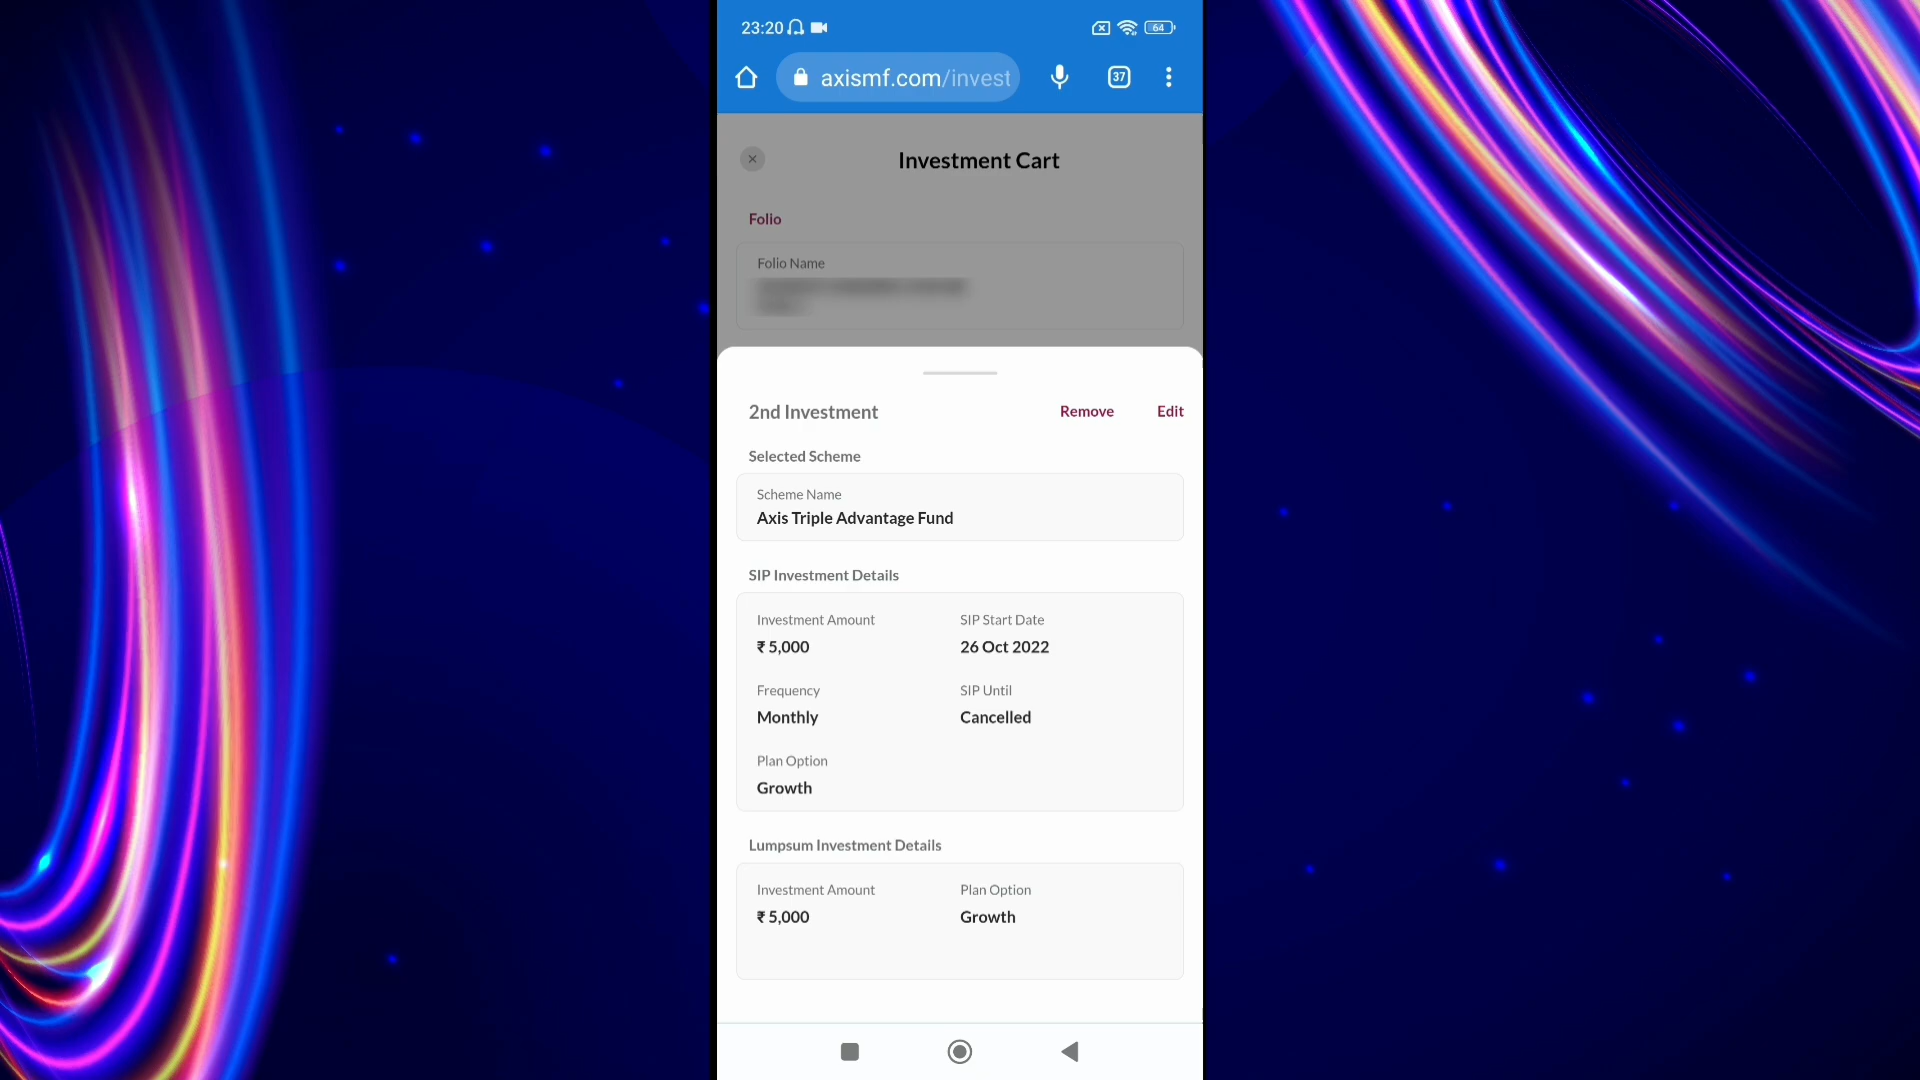 23:20
64
axismf.com/invest
37
Investment Cart
Folio
Folio Name
2nd Investment
Remove
Edit
Selected Scheme
Scheme Name
Axis Triple Advantage Fund
SIP Investment Details
Investment Amount
SIP Start Date
₹ 5,000
26 Oct 2022
Frequency
SIP Until
Monthly
Cancelled
Plan Option
Growth
Lumpsum Investment Details
Investment Amount
Plan Option
₹ 5,000
Growth